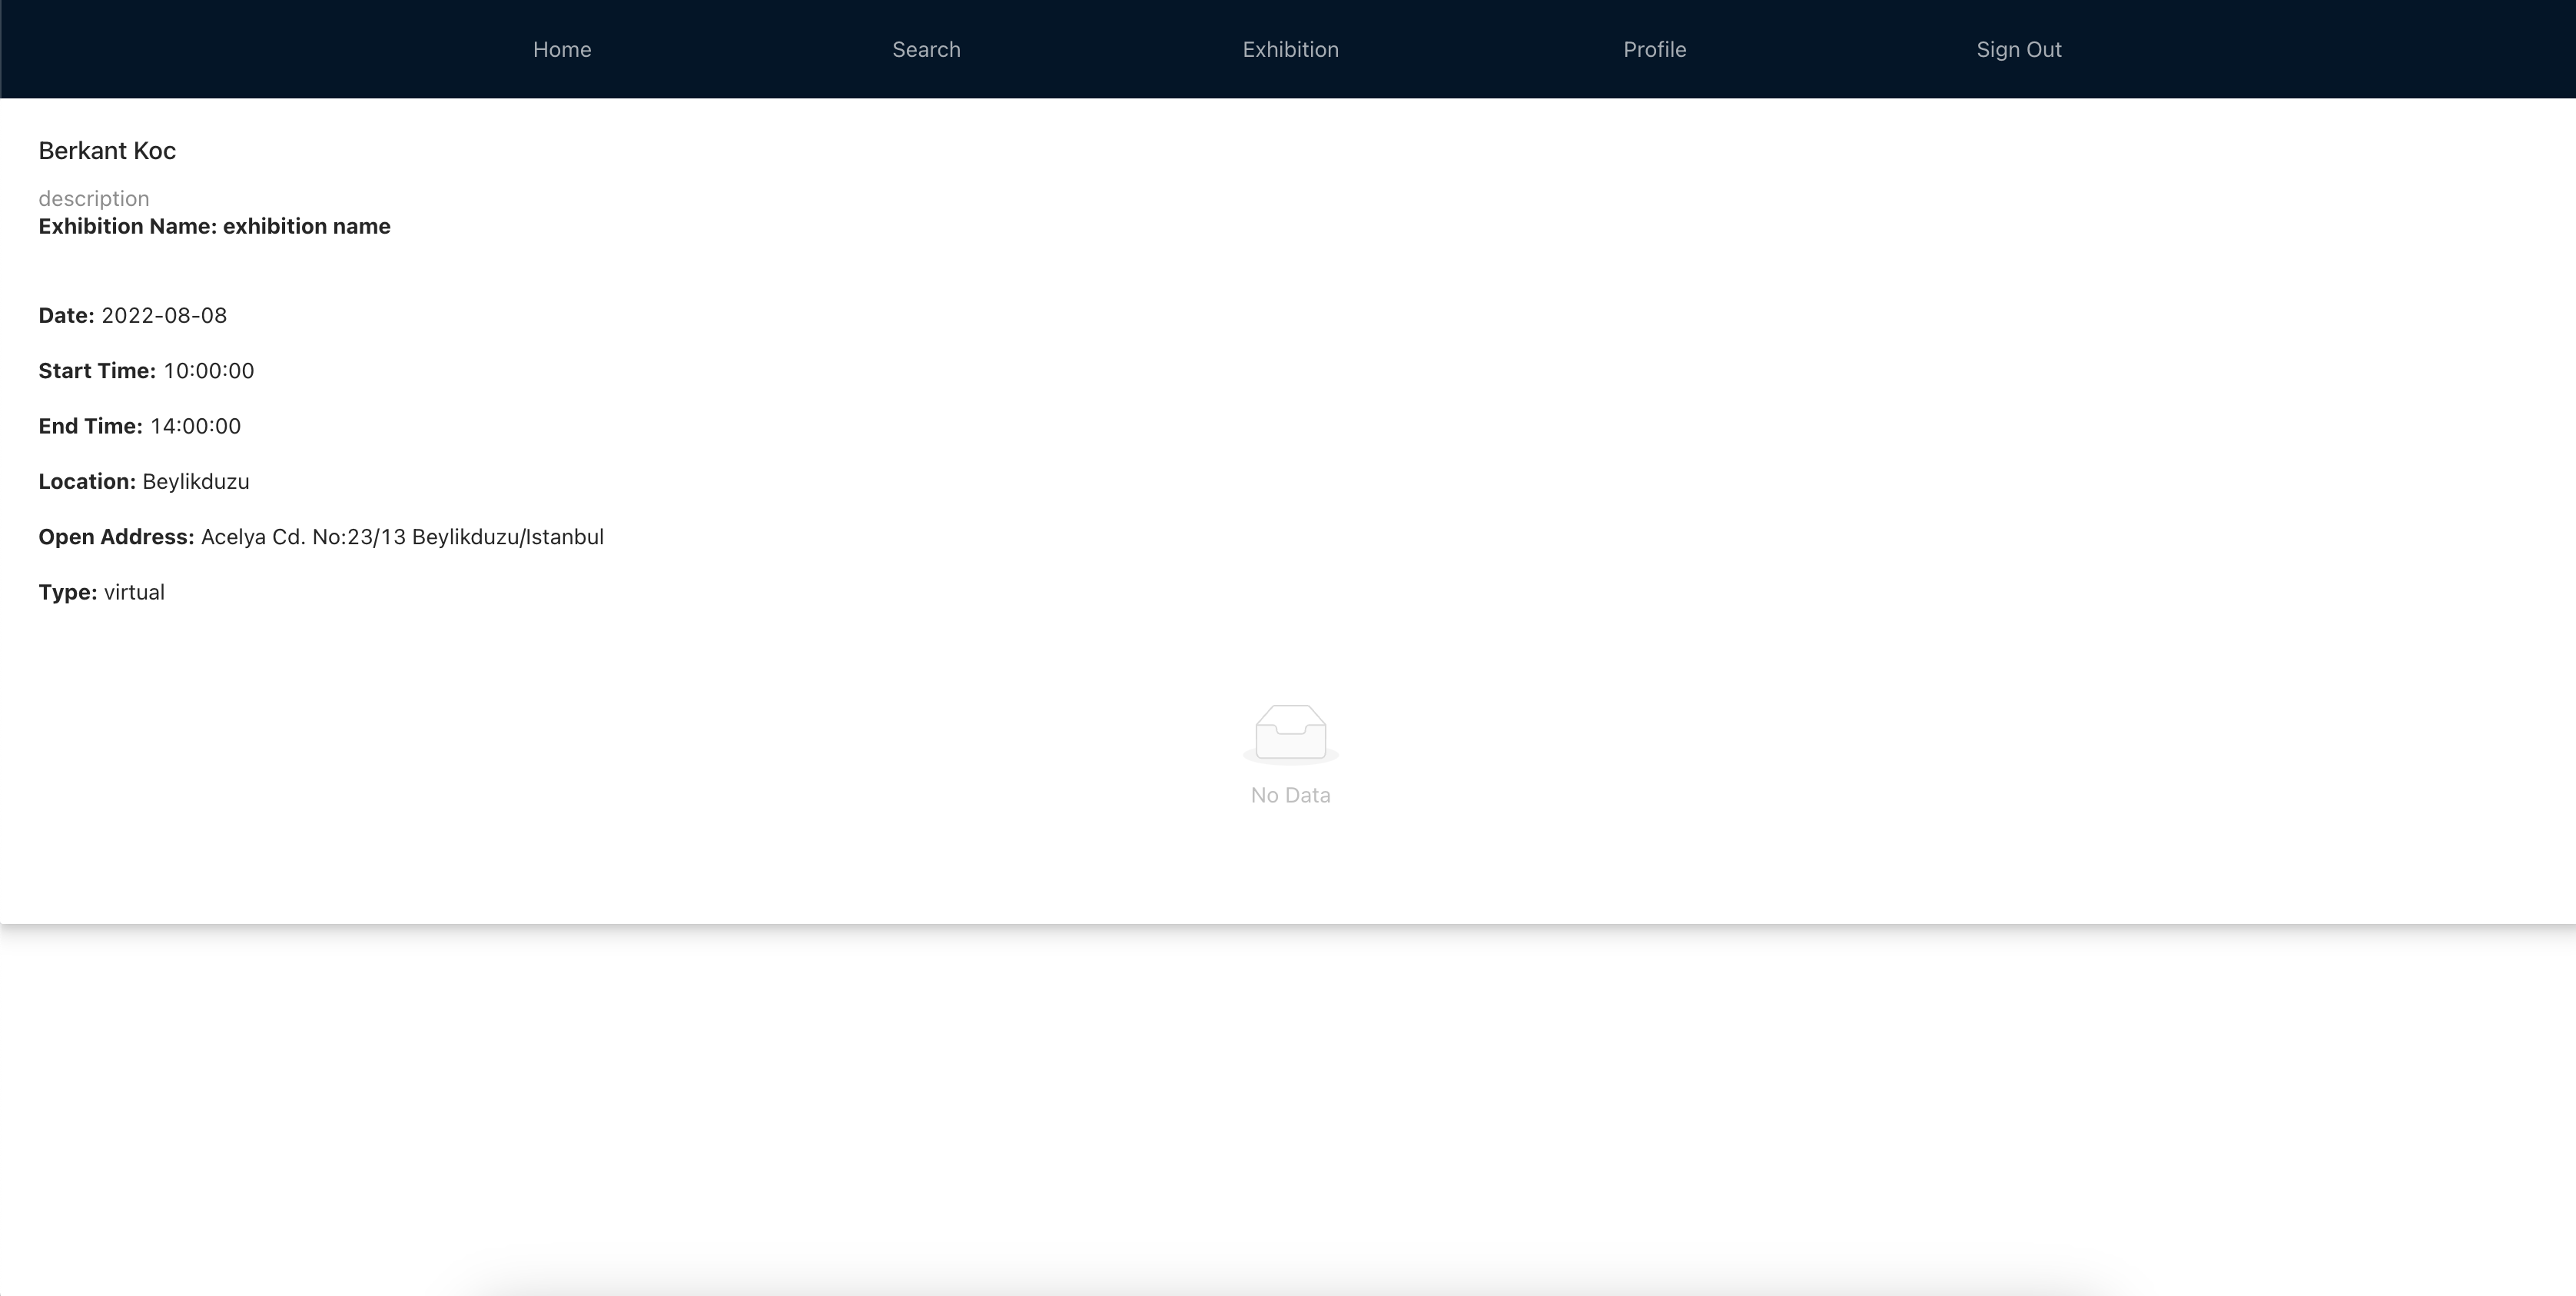 Home Search Exhibition Profile Sign Out
Berkant Koc
description
Exhibition Name: exhibition name
Date: 2022-08-08
Start Time: 10:00:00
End Time: 14:00:00
Location: Beylikduzu
Open Address: Acelya Cd. No:23/13 Beylikduzu/Istanbul
Type: virtual
No Data